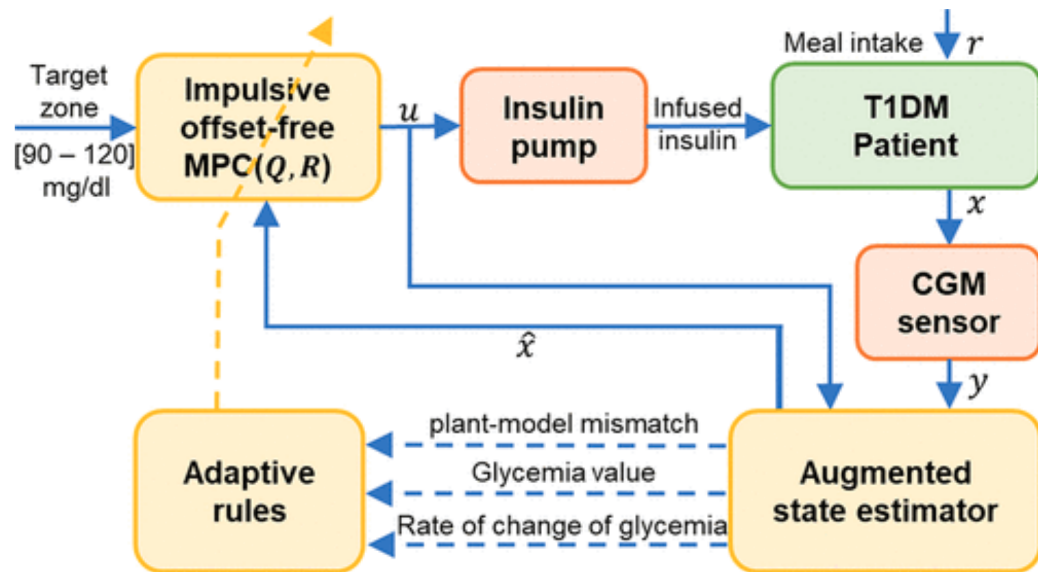 Meal intake
r
Target
zone
[90 – 120]
mg/dl
Impulsive
offset-free
MPC(Q, R)
u
Insulin
pump
Infused
insulin
T1DM
Patient
x
CGM
sensor
y
x̂
Adaptive
rules
plant-model mismatch
Glycemia value
Rate of change of glycemia
Augmented
state estimator